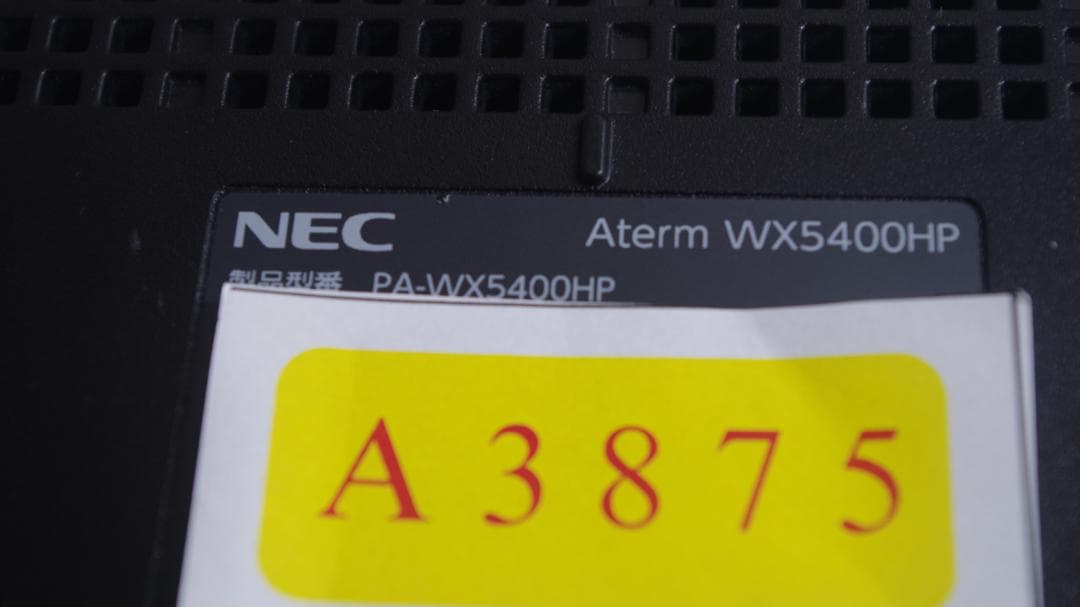 NEC Aterm WX5400HP
製品型番 PA-WX5400HP
A3875